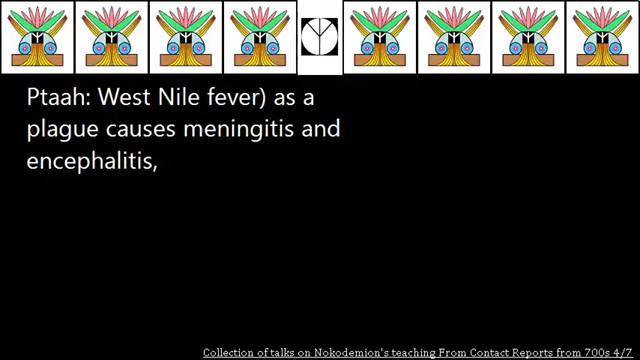 Ptaah: West Nile fever) as a
plague causes meningitis and
encephalitis,
Collection of talks on Nokodemion's teaching From Contact Reports from 700s 4/7